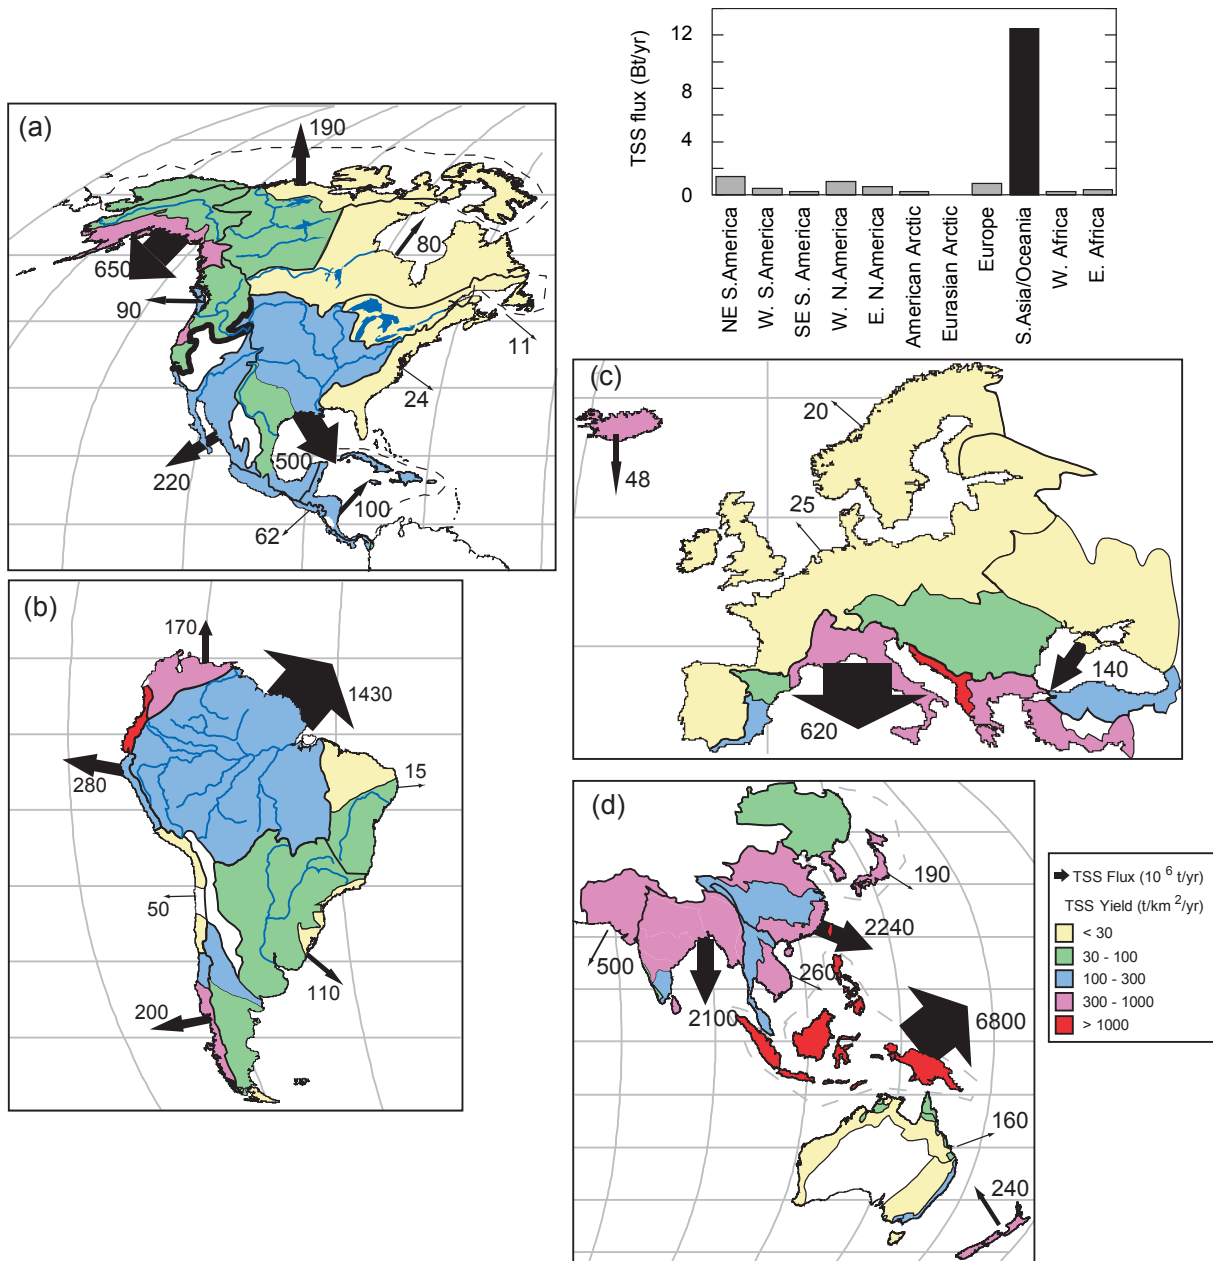 12
8
4
0
TSS flux (Bt/yr)
NE S.America
W. S.America
SE S. America
W. N.America
E. N.America
American Arctic
Eurasian Arctic
Europe
S.Asia/Oceania
W. Africa
E. Africa
(a)
190
80
650
90
11
24
500
220
100
62
(b)
170
1430
280
15
50
110
200
(c)
20
48
25
140
620
(d)
190
2240
500
260
2100
6800
160
240
TSS Flux (10 6 t/yr)
TSS Yield (t/km 2/yr)
< 30
30 - 100
100 - 300
300 - 1000
> 1000